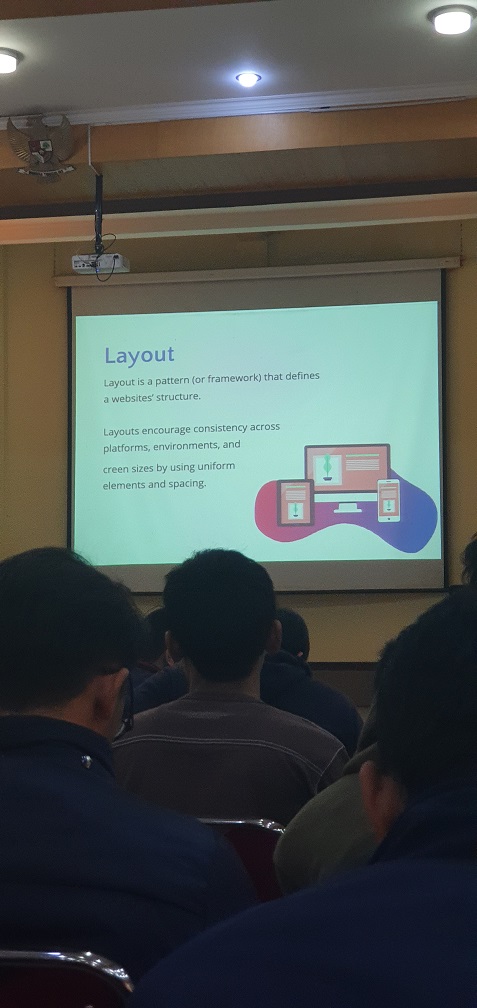 Layout
Layout is a pattern (or framework) that defines
a websites' structure.
Layouts encourage consistency across
platforms, environments, and
creen sizes by using uniform
elements and spacing.